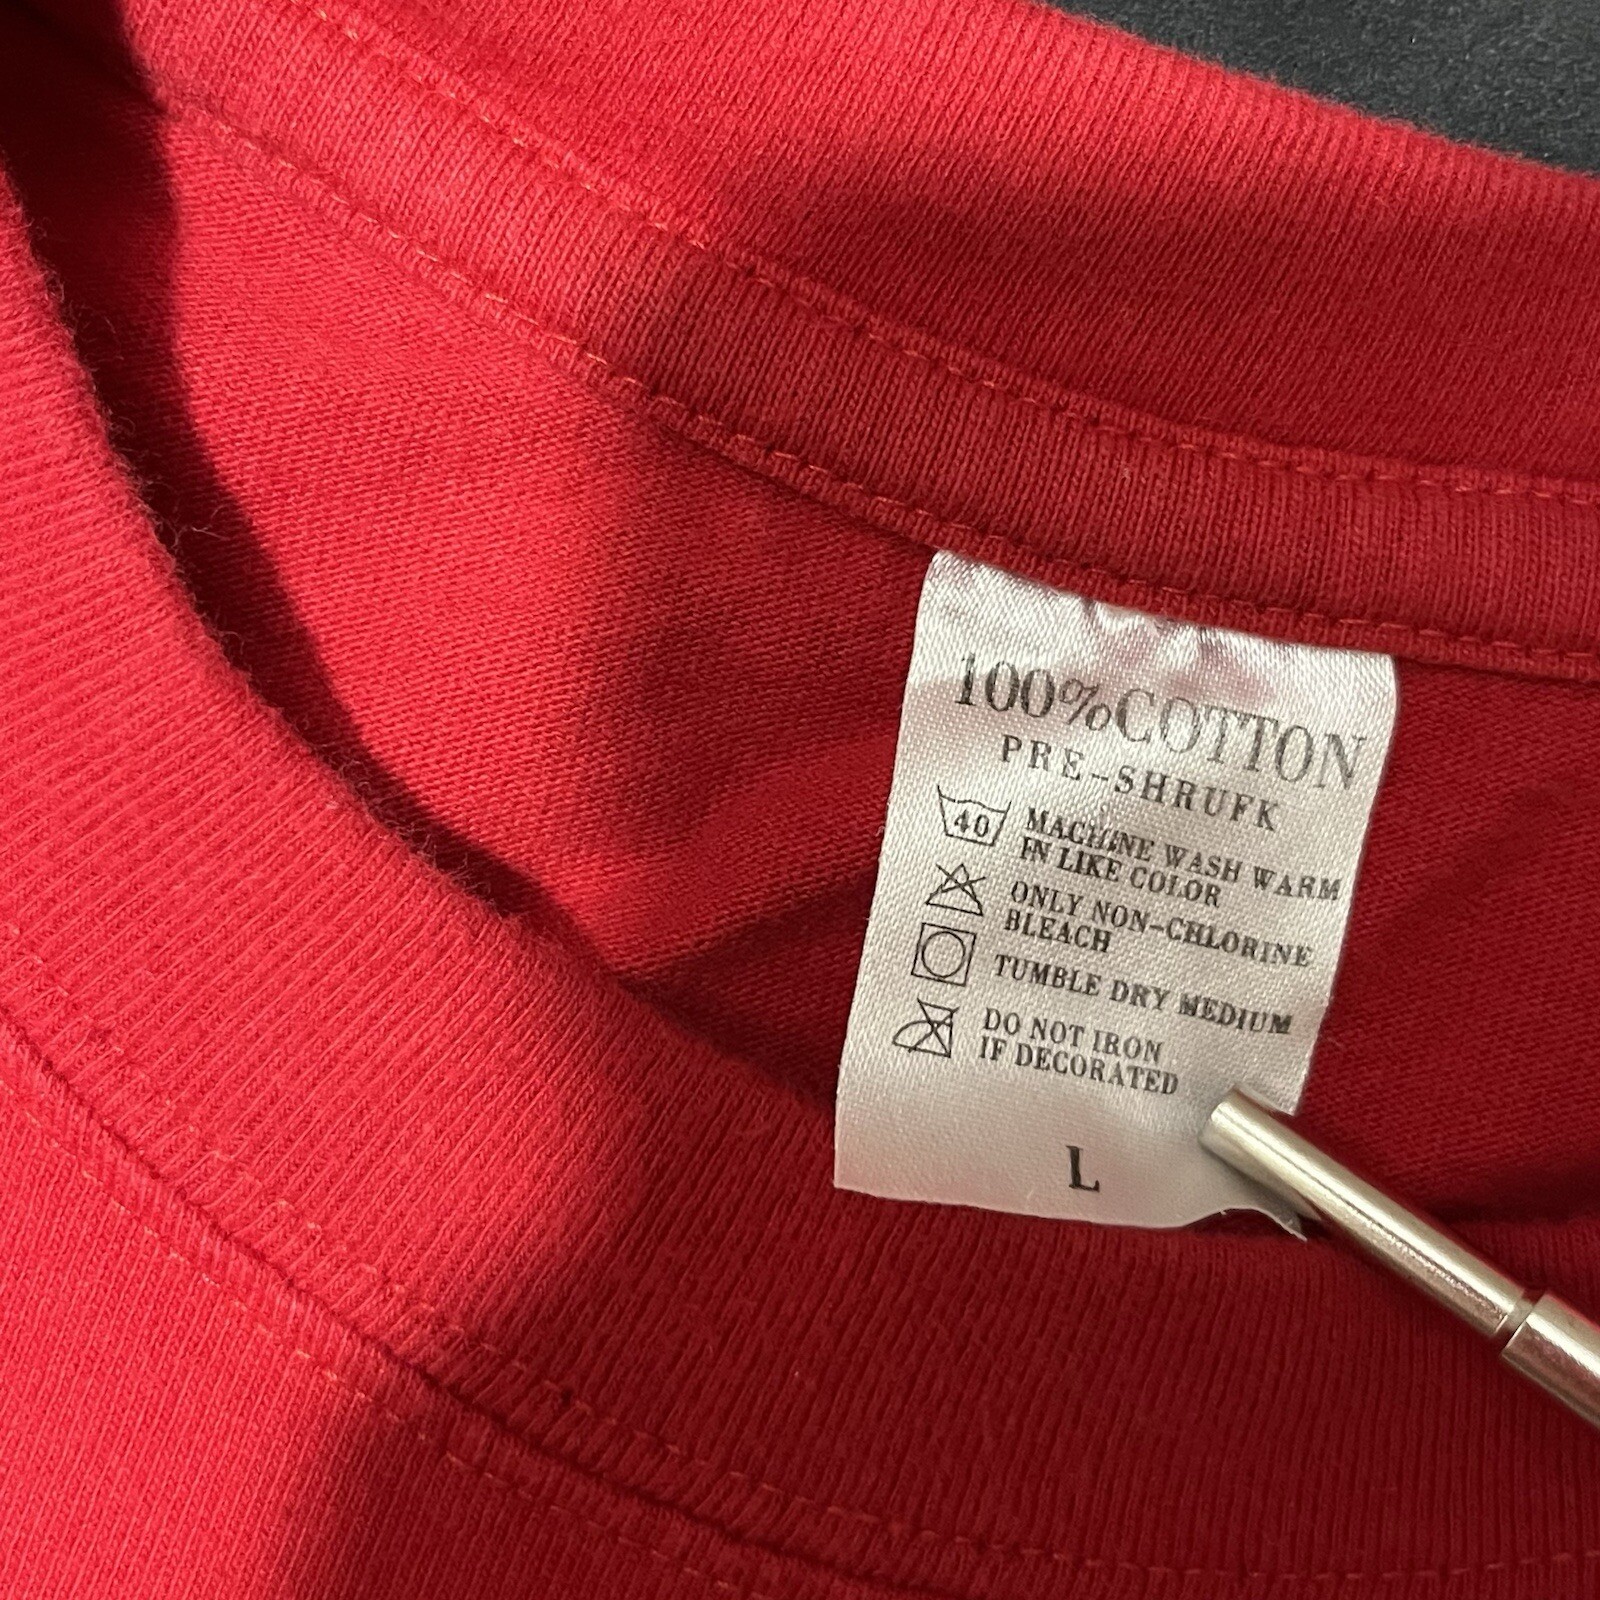 100%COTTON
PRE-SHRUFK
40
MACHINE WASH WARM
IN LIKE COLOR
ONLY NON-CHLORINE
BLEACH
TUMBLE DRY MEDIUM
DO NOT IRON
IF DECORATED
L